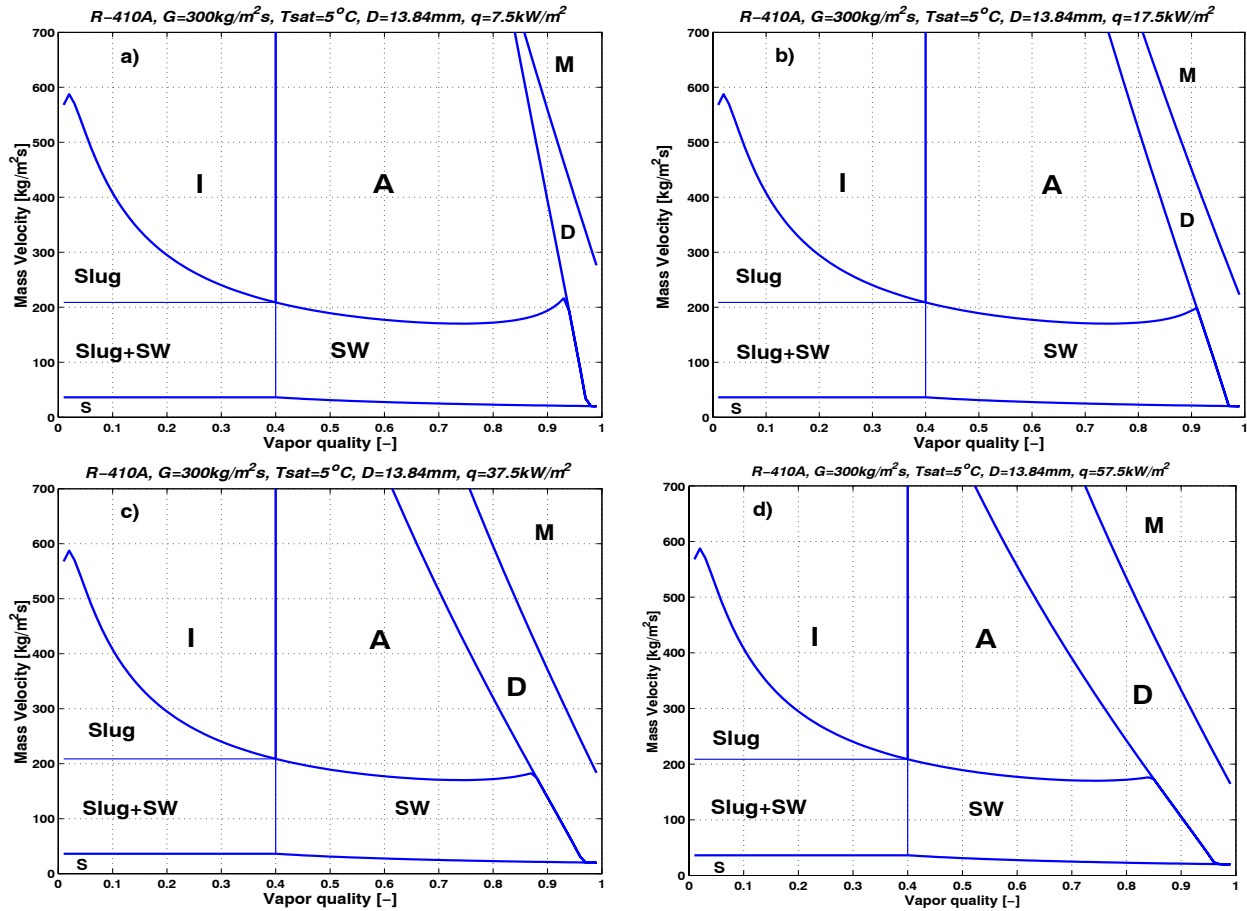 R-410A, G=300kg/m²s, Tsat=5°C, D=13.84mm, q=7.5kW/m²
a)
M
I
A
D
Slug
Slug+SW
SW
S
Mass Velocity [kg/m²s]
700
600
500
400
300
200
100
0
0 0.1 0.2 0.3 0.4 0.5 0.6 0.7 0.8 0.9 1
Vapor quality [-]
R-410A, G=300kg/m²s, Tsat=5°C, D=13.84mm, q=17.5kW/m²
b)
M
I
A
D
Slug
Slug+SW
SW
S
Mass Velocity [kg/m²s]
700
600
500
400
300
200
100
0
0 0.1 0.2 0.3 0.4 0.5 0.6 0.7 0.8 0.9 1
Vapor quality [-]
R-410A, G=300kg/m²s, Tsat=5°C, D=13.84mm, q=37.5kW/m²
c)
M
I
A
D
Slug
Slug+SW
SW
S
Mass Velocity [kg/m²s]
700
600
500
400
300
200
100
0
0 0.1 0.2 0.3 0.4 0.5 0.6 0.7 0.8 0.9 1
Vapor quality [-]
R-410A, G=300kg/m²s, Tsat=5°C, D=13.84mm, q=57.5kW/m²
d)
M
I
A
D
Slug
Slug+SW
SW
S
Mass Velocity [kg/m²s]
700
600
500
400
300
200
100
0
0 0.1 0.2 0.3 0.4 0.5 0.6 0.7 0.8 0.9 1
Vapor quality [-]